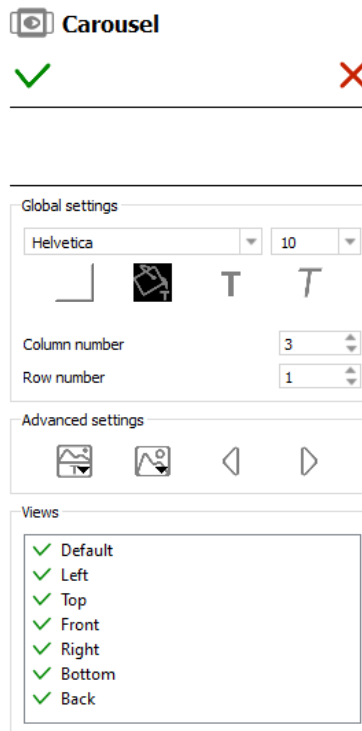 Carousel
Global settings
Helvetica 10
T T
Column number 3
Row number 1
Advanced settings
T
Views
Default
Left
Top
Front
Right
Bottom
Back